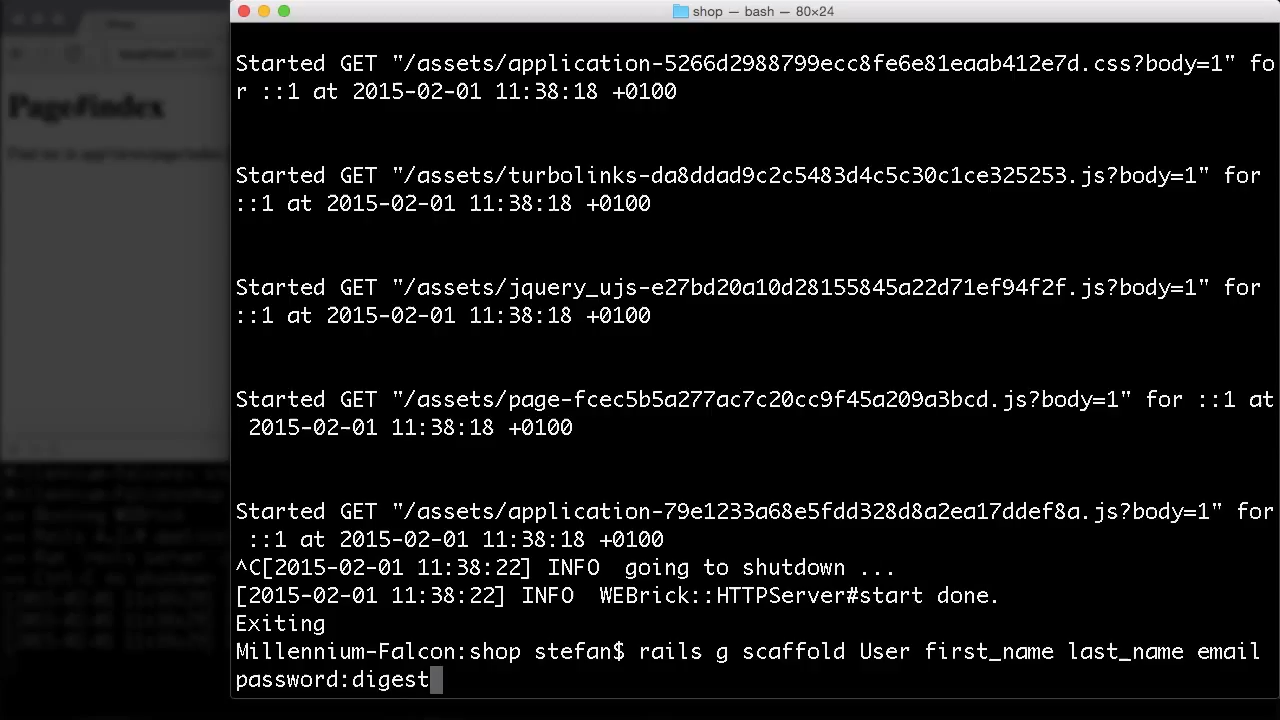 shop — bash — 80×24
Started GET "/assets/application-5266d2988799ecc8fe6e81eaab412e7d.css?body=1" fo
r ::1 at 2015-02-01 11:38:18 +0100
Started GET "/assets/turbolinks-da8ddad9c2c5483d4c5c30c1ce325253.js?body=1" for
::1 at 2015-02-01 11:38:18 +0100
Started GET "/assets/jquery_ujs-e27bd20a10d28155845a22d71ef94f2f.js?body=1" for
::1 at 2015-02-01 11:38:18 +0100
Started GET "/assets/page-fcec5b5a277ac7c20cc9f45a209a3bcd.js?body=1" for ::1 at
2015-02-01 11:38:18 +0100
Started GET "/assets/application-79e1233a68e5fdd328d8a2ea17ddef8a.js?body=1" for
::1 at 2015-02-01 11:38:18 +0100
^C[2015-02-01 11:38:22] INFO  going to shutdown ...
[2015-02-01 11:38:22] INFO  WEBrick::HTTPServer#start done.
Exiting
Millennium-Falcon:shop stefan$ rails g scaffold User first_name last_name email
password:digest
Page#index